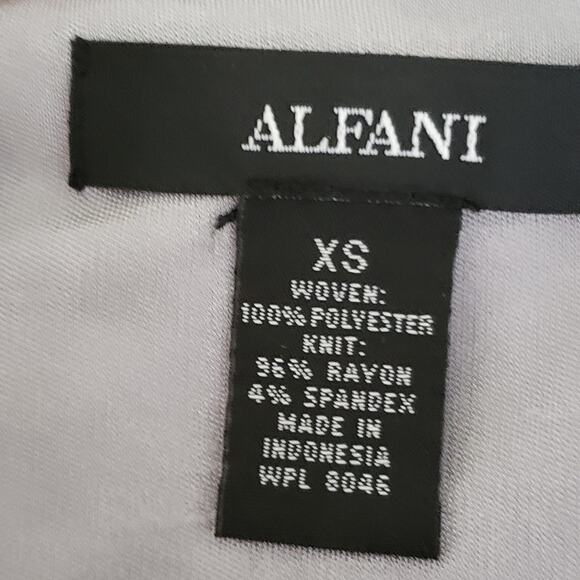 ALFANI
XS
WOVEN:
100% POLYESTER
KNIT:
96% RAYON
4% SPANDEX
MADE IN
INDONESIA
WPL 8046